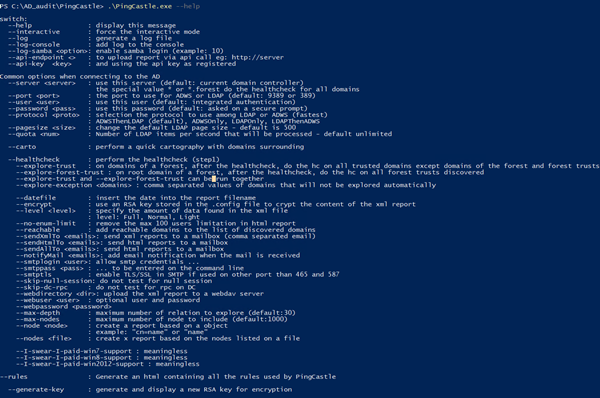 PS C:\AD_audit\PingCastle> .\PingCastle.exe --help
switch:
--help : display this message
--interactive : force the interactive mode
--log : generate a log file
--log-console : add log to the console
--log-samba <option>: enable samba login (example: 10)
--api-endpoint <> : to upload report via api call eg: http://server
--api-key <key> : and using the api key as registered
Common options when connecting to the AD
--server <server> : use this server (default: current domain controller)
the special value * or *.forest do the healthcheck for all domains
--port <port> : the port to use for ADWS or LDAP (default: 9389 or 389)
--user <user> : use this user (default: integrated authentication)
--password <pass> : use this password (default: asked on a secure prompt)
--protocol <proto> : selection the protocol to use among LDAP or ADWS (fastest)
: ADWSThenLDAP (default), ADWSOnly, LDAPOnly, LDAPThenADWS
--pagesize <size> : change the default LDAP page size - default is 500
--quota <num> : Number of LDAP items per second that will be processed - default unlimited
--carto : perform a quick cartography with domains surrounding
--healthcheck : perform the healthcheck (step1)
--explore-trust : on domains of a forest, after the healthcheck, do the hc on all trusted domains except domains of the forest and forest trusts
--explore-forest-trust : on root domain of a forest, after the healthcheck, do the hc on all forest trusts discovered
--explore-trust and --explore-forest-trust can be run together
--explore-exception <domains> : comma separated values of domains that will not be explored automatically
--datefile : insert the date into the report filename
--encrypt : use an RSA key stored in the .config file to crypt the content of the xml report
--level <level> : specify the amount of data found in the xml file
: level: Full, Normal, Light
--no-enum-limit : remove the max 100 users limitation in html report
--reachable : add reachable domains to the list of discovered domains
--sendXmlTo <emails>: send xml reports to a mailbox (comma separated email)
--sendHtmlTo <emails>: send html reports to a mailbox
--sendAllTo <emails>: send html reports to a mailbox
--notifyMail <emails>: add email notification when the mail is received
--smtplogin <user>: allow smtp credentials ...
--smtppass <pass> : ... to be entered on the command line
--smtptls : enable TLS/SSL in SMTP if used on other port than 465 and 587
--skip-null-session: do not test for null session
--skip-dc-rpc : do not test for rpc on DC
--webdirectory <dir>: upload the xml report to a webdav server
--webuser <user> : optional user and password
--webpassword <password>
--max-depth : maximum number of relation to explore (default:30)
--max-nodes : maximum number of node to include (default:1000)
--node <node> : create a report based on a object
: example: "cn=name" or "name"
--nodes <file> : create x report based on the nodes listed on a file
--I-swear-I-paid-win7-support : meaningless
--I-swear-I-paid-win8-support : meaningless
--I-swear-I-paid-win2012-support : meaningless
--rules : Generate an html containing all the rules used by PingCastle
--generate-key : generate and display a new RSA key for encryption